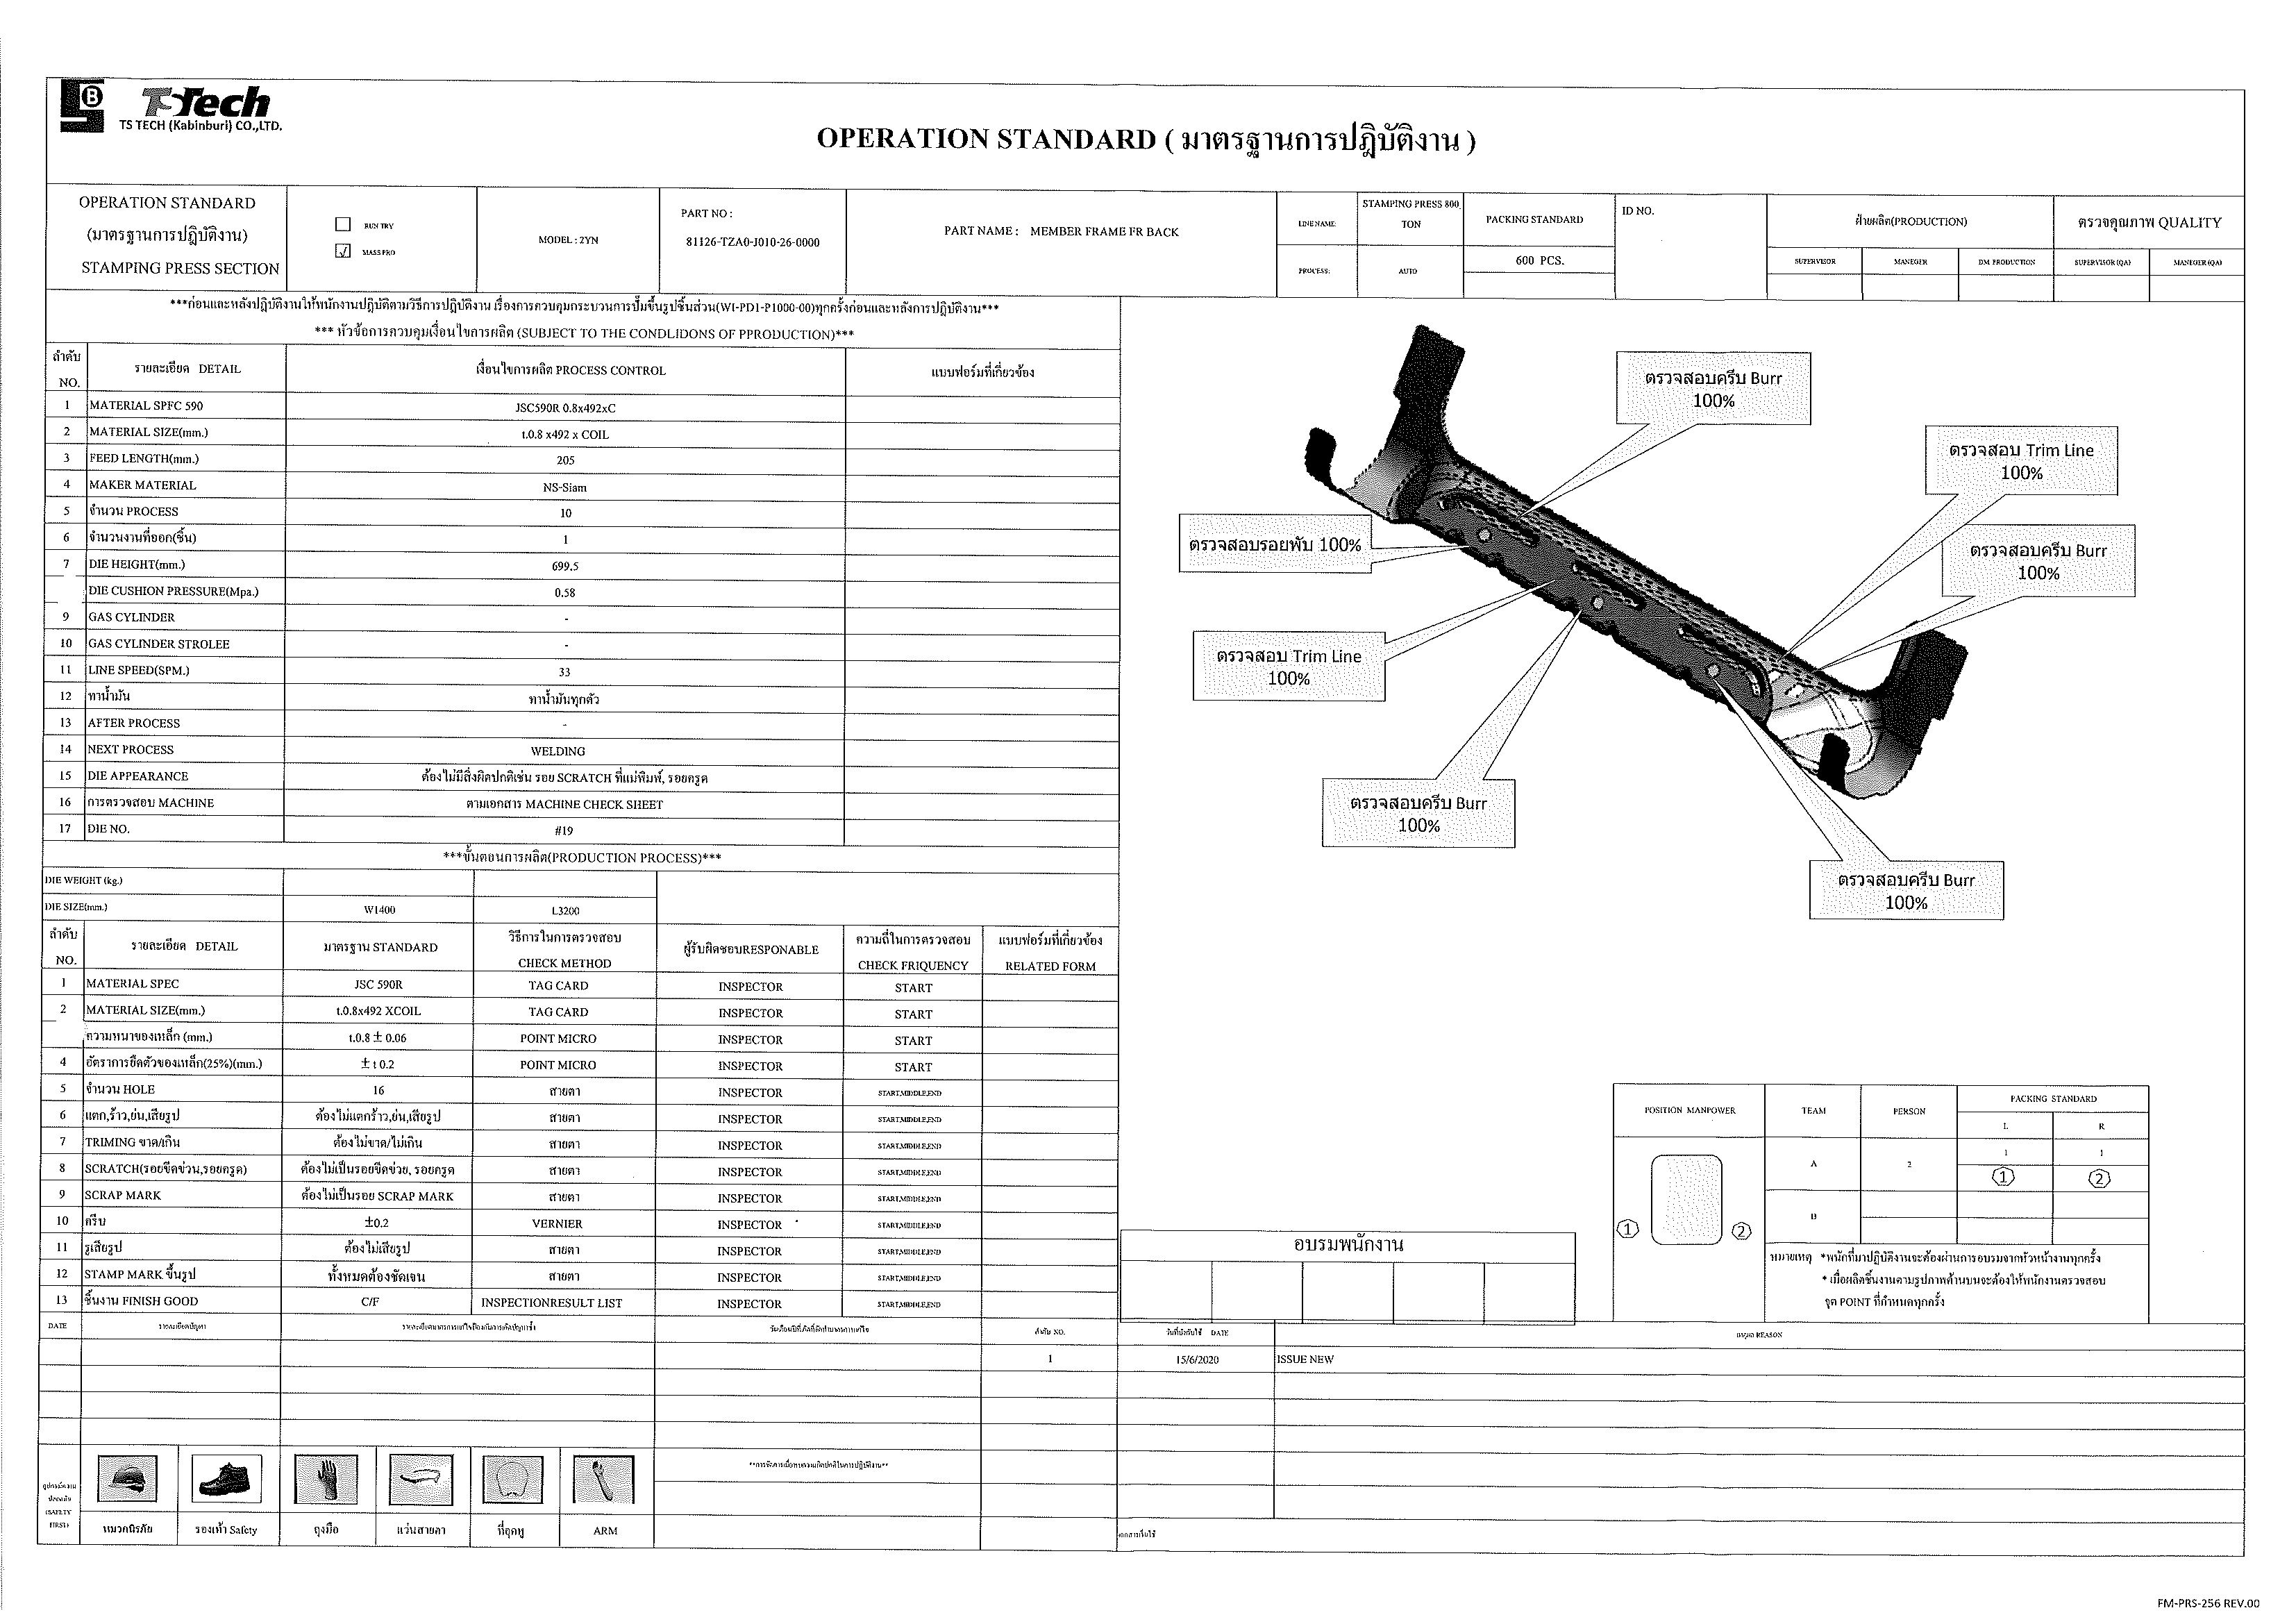 B TSTech
TS TECH (Kabinburi) CO.,LTD.
OPERATION STANDARD ( มาตรฐานการปฎิบัติงาน )
OPERATION STANDARD
(มาตรฐานการปฎิบัติงาน)
STAMPING PRESS SECTION
RUN TRY
MASS PRO
MODEL : 2YN
PART NO :
81126-TZA0-J010-26-0000
PART NAME : MEMBER FRAME FR BACK
LINE NAME:
STAMPING PRESS 800
TON
PROCESS:
AUTO
PACKING STANDARD
600 PCS.
ID NO.
ฝ่ายผลิต(PRODUCTION)
ตรวจคุณภาพ QUALITY
SUPERVISOR MANEGER DM PRODUCTION SUPERVISOR (QA) MANEGER (QA)
***ก่อนและหลังปฎิบัติงานให้พนักงานปฎิบัติตามวิธีการปฎิบัติงาน เรื่องการควบคุมกระบวนการปั๊มขึ้นรูปชิ้นส่วน(WI-PD1-P1000-00)ทุกครั้งก่อนและหลังการปฎิบัติงาน***
*** หัวข้อการควบคุมเงื่อนไขการผลิต (SUBJECT TO THE CONDLIDONS OF PPRODUCTION)***
ลำดับ
NO. รายละเอียด DETAIL เงื่อนไขการผลิต PROCESS CONTROL แบบฟอร์มที่เกี่ยวข้อง
1 MATERIAL SPFC 590 JSC590R 0.8x492xC
2 MATERIAL SIZE(mm.) t.0.8 x492 x COIL
3 FEED LENGTH(mm.) 205
4 MAKER MATERIAL NS-Siam
5 จำนวน PROCESS 10
6 จำนวนงานที่ออก(ชิ้น) 1
7 DIE HEIGHT(mm.) 699.5
DIE CUSHION PRESSURE(Mpa.) 0.58
9 GAS CYLINDER -
10 GAS CYLINDER STROLEE -
11 LINE SPEED(SPM.) 33
12 ทาน้ำมัน ทาน้ำมันทุกตัว
13 AFTER PROCESS -
14 NEXT PROCESS WELDING
15 DIE APPEARANCE ต้องไม่มีสิ่งผิดปกติเช่น รอย SCRATCH ที่แม่พิมพ์, รอยครูด
16 การตรวจสอบ MACHINE ตามเอกสาร MACHINE CHECK SHEET
17 DIE NO. #19
***ขั้นตอนการผลิต(PRODUCTION PROCESS)***
DIE WEIGHT (kg.)
DIE SIZE(mm.) W1400 L3200
ลำดับ
NO. รายละเอียด DETAIL มาตรฐาน STANDARD
วิธีการในการตรวจสอบ
CHECK METHOD
ผู้รับผิดชอบRESPONABLE
ความถี่ในการตรวจสอบ
CHECK FRIQUENCY
แบบฟอร์มที่เกี่ยวข้อง
RELATED FORM
1 MATERIAL SPEC JSC 590R TAG CARD INSPECTOR START
2 MATERIAL SIZE(mm.) t.0.8x492 XCOIL TAG CARD INSPECTOR START
ความหนาของเหล็ก (mm.) t.0.8 ± 0.06 POINT MICRO INSPECTOR START
4 อัตราการยืดตัวของเหล็ก(25%)(mm.) ± t 0.2 POINT MICRO INSPECTOR START
5 จำนวน HOLE 16 สายตา INSPECTOR START,MIDDLE,END
6 แตก,ร้าว,ย่น,เสียรูป ต้องไม่แตกร้าว,ย่น,เสียรูป สายตา INSPECTOR START,MIDDLE,END
7 TRIMING ขาด/เกิน ต้องไม่ขาด/ไม่เกิน สายตา INSPECTOR START,MIDDLE,END
8 SCRATCH(รอยขีดข่วน,รอยครูด) ต้องไม่เป็นรอยขีดข่วย, รอยครูด สายตา INSPECTOR START,MIDDLE,END
9 SCRAP MARK ต้องไม่เป็นรอย SCRAP MARK สายตา INSPECTOR START,MIDDLE,END
10 ครีบ ±0.2 VERNIER INSPECTOR START,MIDDLE,END
11 รูเสียรูป ต้องไม่เสียรูป สายตา INSPECTOR START,MIDDLE,END
12 STAMP MARK ขึ้นรูป ทั้งหมดต้องชัดเจน สายตา INSPECTOR START,MIDDLE,END
13 ชิ้นงาน FINISH GOOD C/F INSPECTIONRESULT LIST INSPECTOR START,MIDDLE,END
ตรวจสอบครีบ Burr
100%
ตรวจสอบ Trim Line
100%
ตรวจสอบรอยพับ 100%
ตรวจสอบครีบ Burr
100%
ตรวจสอบ Trim Line
100%
ตรวจสอบครีบ Burr
100%
ตรวจสอบครีบ Burr
100%
POSITION MANPOWER TEAM PERSON PACKING STANDARD
L R
A 2 1 1
1 2
B
1 2
อบรมพนักงาน
หมายเหตุ *พนักที่มาปฎิบัติงานจะต้องผ่านการอบรมจากหัวหน้างานทุกครั้ง
* เมื่อผลิตชิ้นงานตามรูปภาพด้านบนจะต้องให้พนักงานตรวจสอบ
จุด POINT ที่กำหนดทุกครั้ง
DATE รายละเอียดปัญหา
ลำดับ NO. วันที่บังคับใช้ DATE เหตุผล REASON
1 15/6/2020 ISSUE NEW
(SAFETY
FIRST)
หมวกนิรภัย รองเท้า Safety ถุงมือ แว่นสายตา ที่อุดหู ARM
FM-PRS-256 REV.00